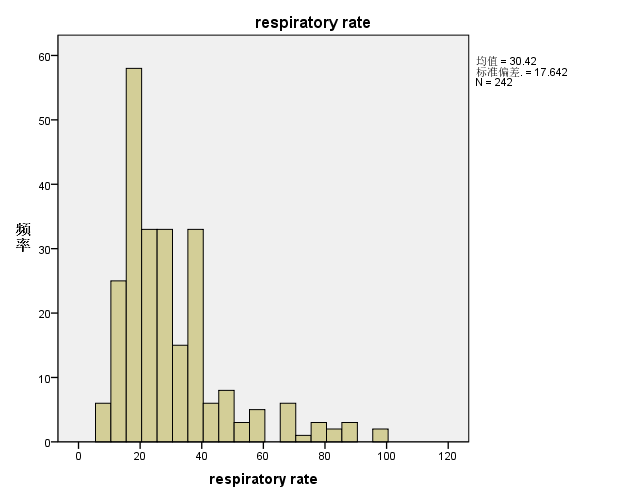 respiratory rate
均值 = 30.42
标准偏差. = 17.642
N = 242
频率
60
50
40
30
20
10
0
0 20 40 60 80 100 120
respiratory rate